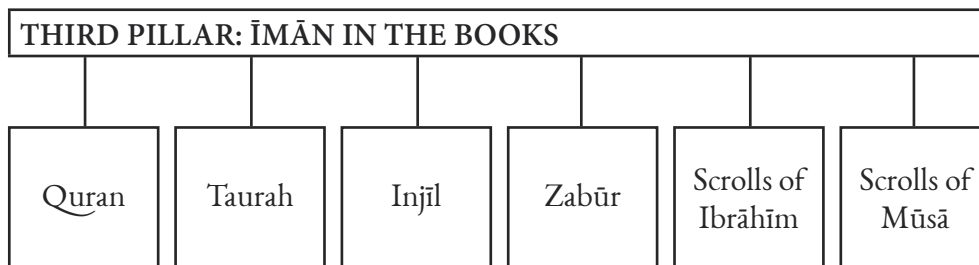 THIRD PILLAR: ĪMĀN IN THE BOOKS
Quran
Taurah
Injīl
Zabūr
Scrolls of
Ibrāhīm
Scrolls of
Mūsā